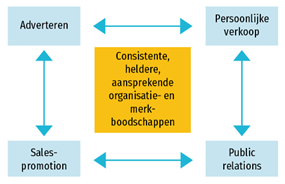 Adverteren
Persoonlijke
verkoop
Consistente,
heldere,
aansprekende
organisatie- en
merk-
boodschappen
Sales-
promotion
Public
relations